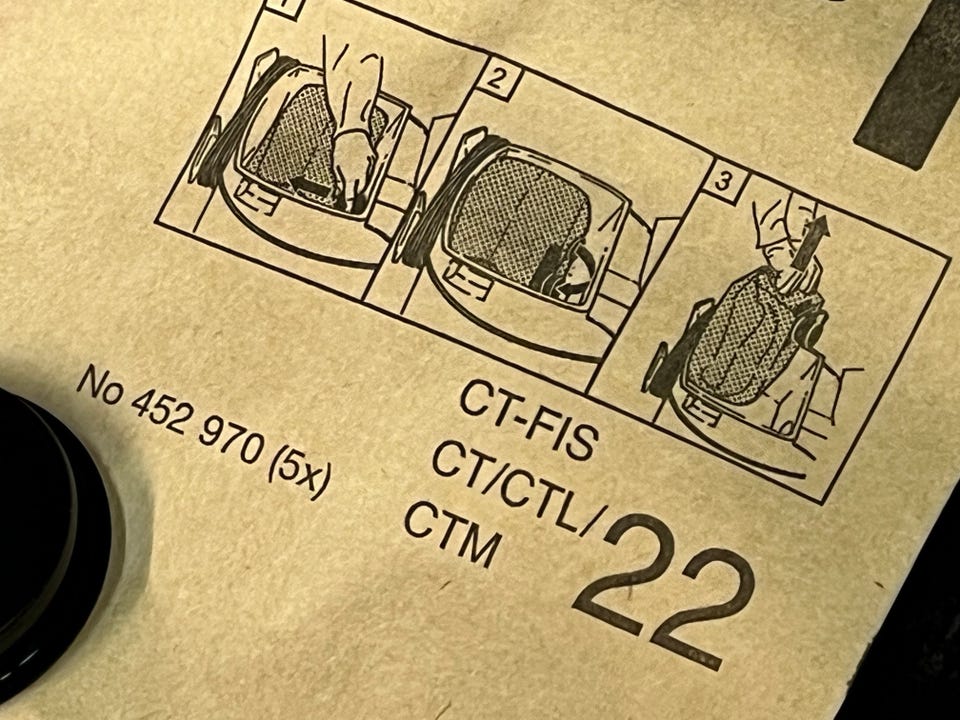 1
2
3
No 452 970 (5x)
CT-FIS
CT/CTL/22
CTM